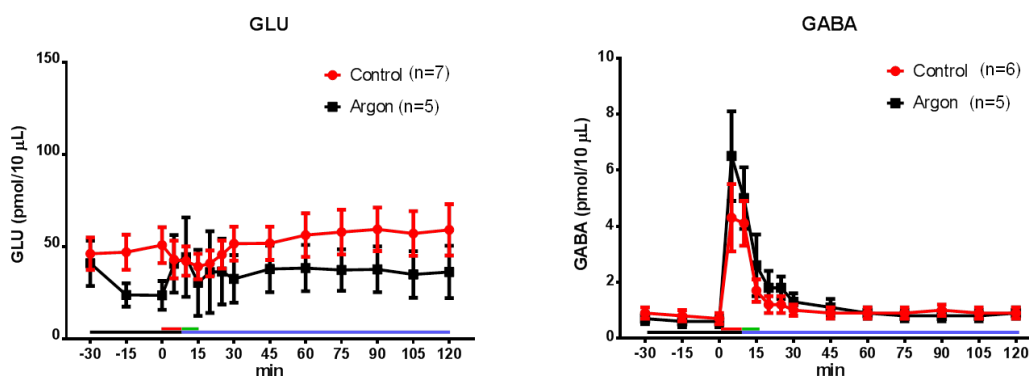 GLU
GLU (pmol/10 µL)
150
100
50
0
Control (n=7)
Argon (n=5)
-30 -15 0 15 30 45 60 75 90 105 120
min
GABA
GABA (pmol/10 µL)
10
8
6
4
2
0
Control (n=6)
Argon (n=5)
-30 -15 0 15 30 45 60 75 90 105 120
min